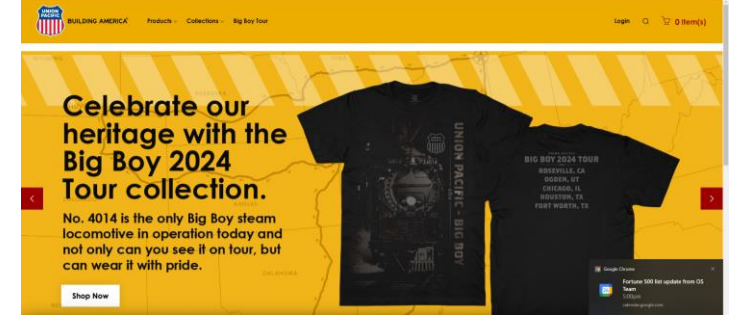 UNION
PACIFIC
BUILDING AMERICA®
Products
Collections
Big Boy Tour
Login
0 Item(s)
Celebrate our
heritage with the
Big Boy 2024
Tour collection.
No. 4014 is the only Big Boy steam
locomotive in operation today and
not only can you see it on tour, but
can wear it with pride.
Shop Now
UNION PACIFIC - BIG BOY
BIG BOY 2024 TOUR
ROSEVILLE, CA
OGDEN, UT
CHICAGO, IL
HOUSTON, TX
FORT WORTH, TX
OKLAHOMA
Google Chrome
Fortune 500 list update from OS
Team
5:00pm
calendar.google.com